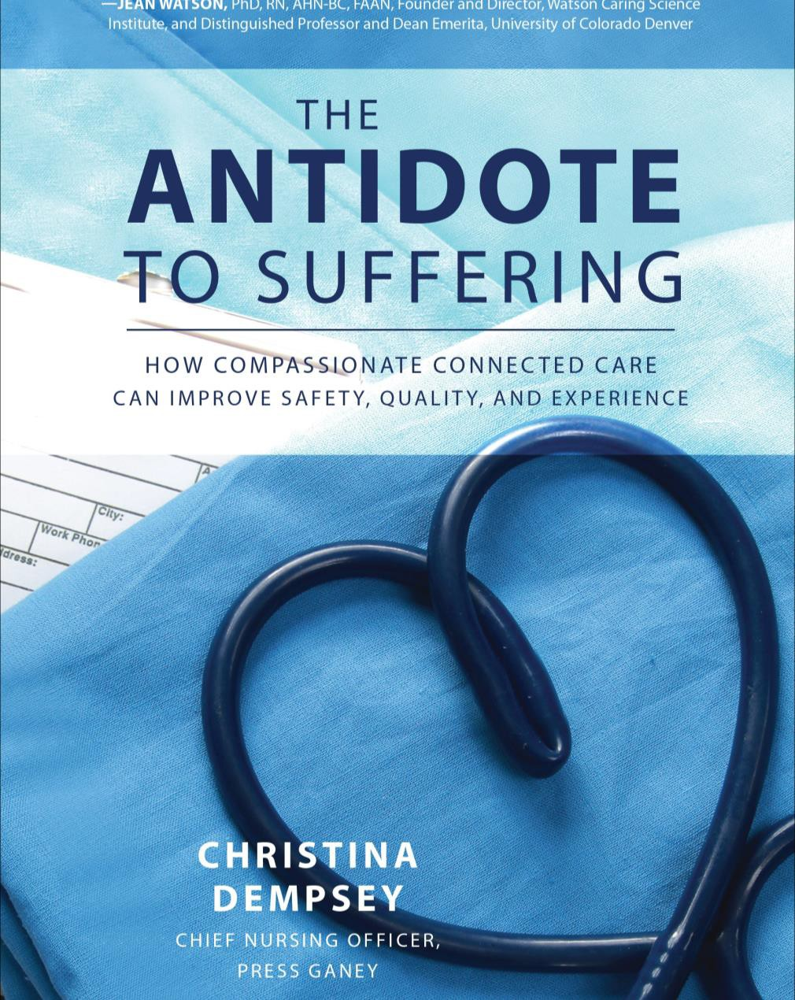 —JEAN WATSON, PhD, RN, AHN-BC, FAAN, Founder and Director, Watson Caring Science
Institute, and Distinguished Professor and Dean Emerita, University of Colorado Denver
THE
ANTIDOTE
TO SUFFERING
HOW COMPASSIONATE CONNECTED CARE
CAN IMPROVE SAFETY, QUALITY, AND EXPERIENCE
A
City:
Work Phon
ldress:
CHRISTINA
DEMPSEY
CHIEF NURSING OFFICER,
PRESS GANEY